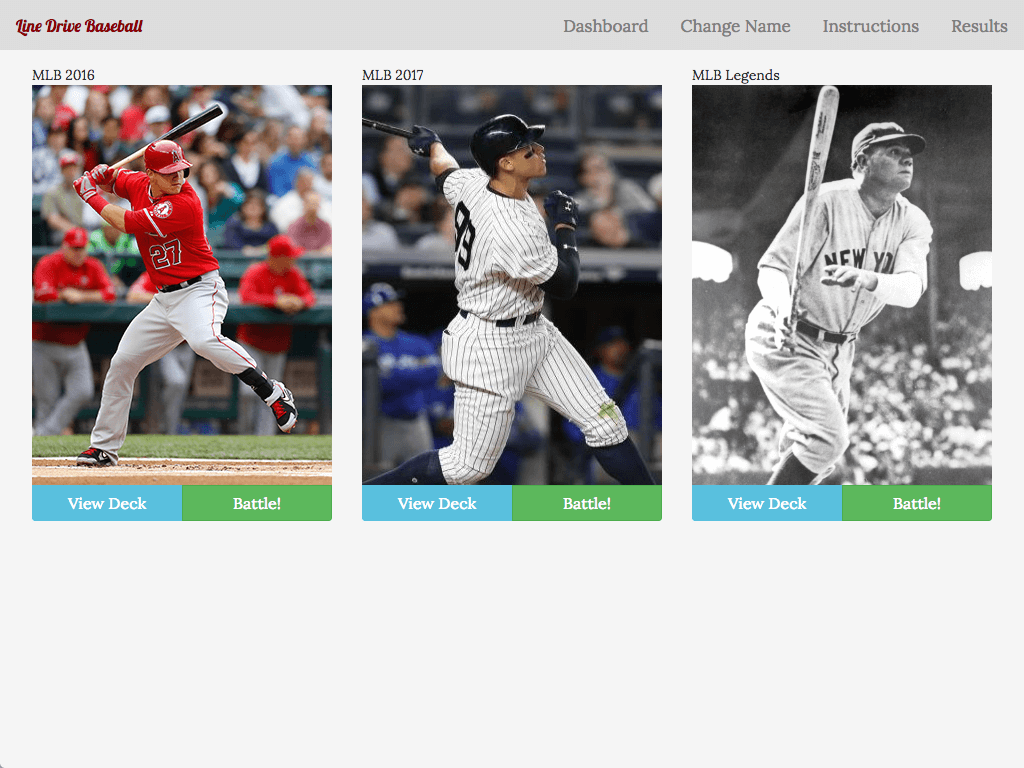 Line Drive Baseball
Dashboard Change Name Instructions Results
MLB 2016 MLB 2017 MLB Legends
27
99
NEW YO
View Deck Battle! View Deck Battle! View Deck Battle!